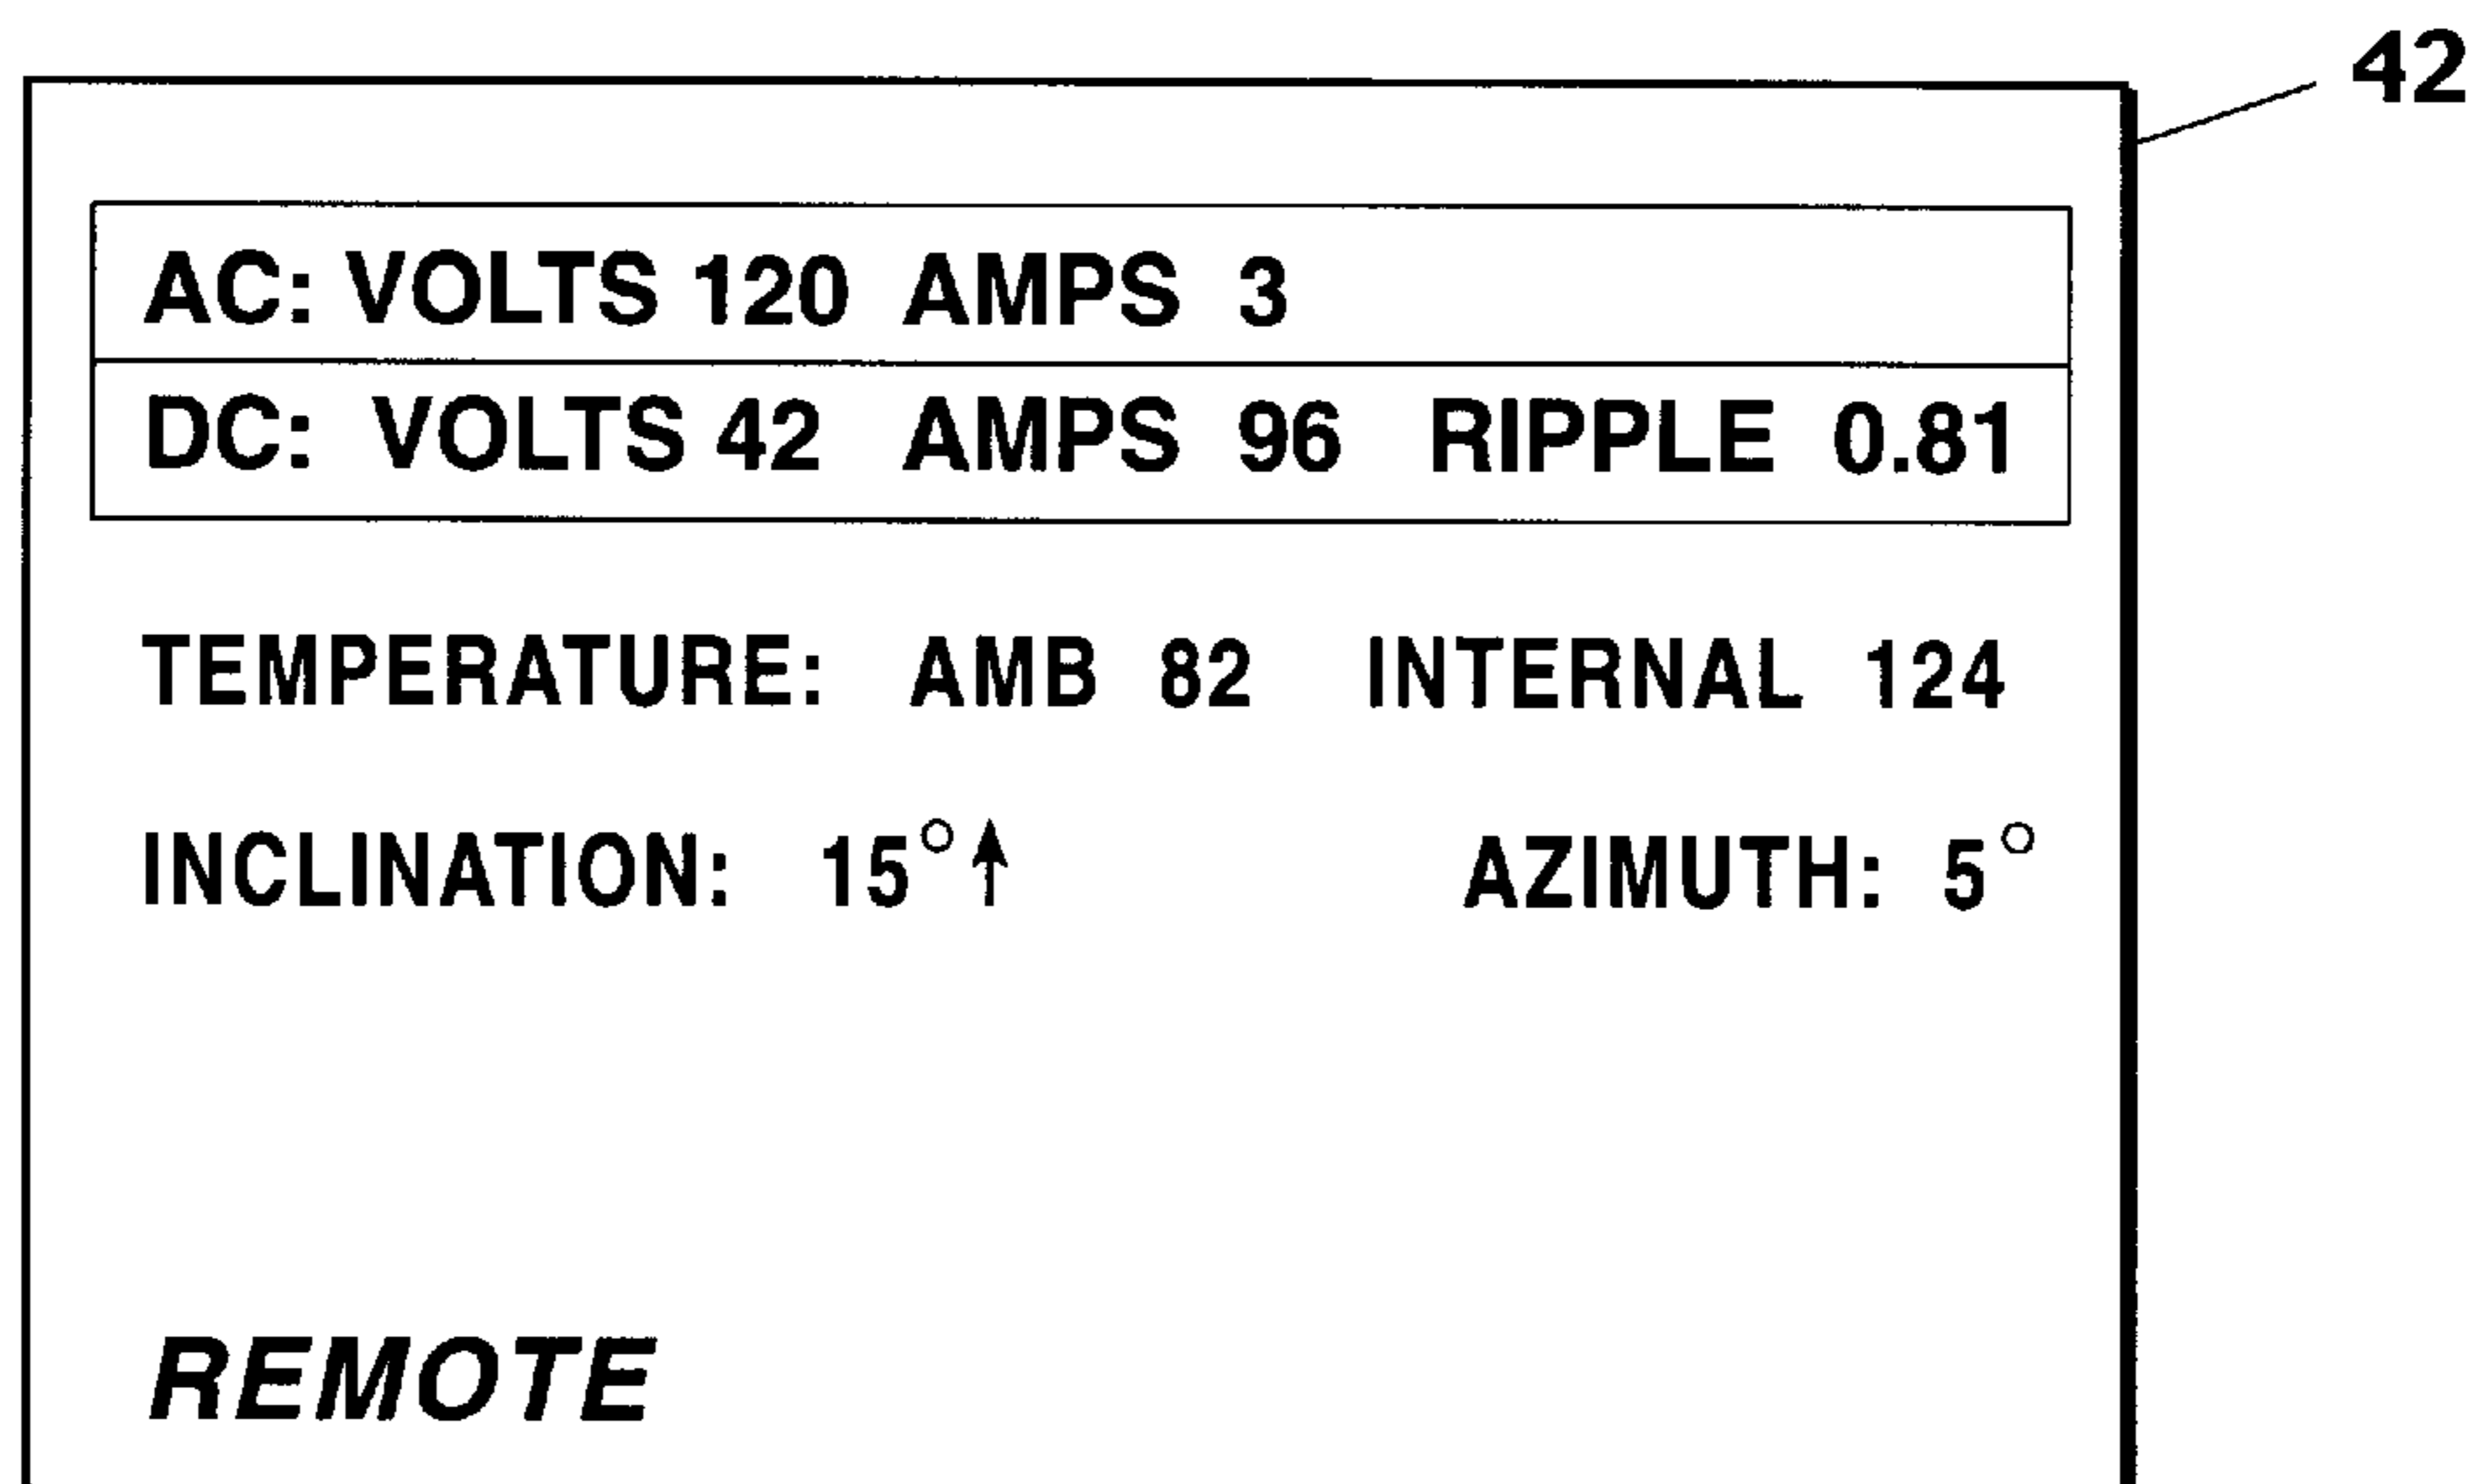 42
AC: VOLTS 120 AMPS 3
DC: VOLTS 42 AMPS 96 RIPPLE 0.81
TEMPERATURE: AMB 82 INTERNAL 124
INCLINATION: 15°↑ AZIMUTH: 5°
REMOTE